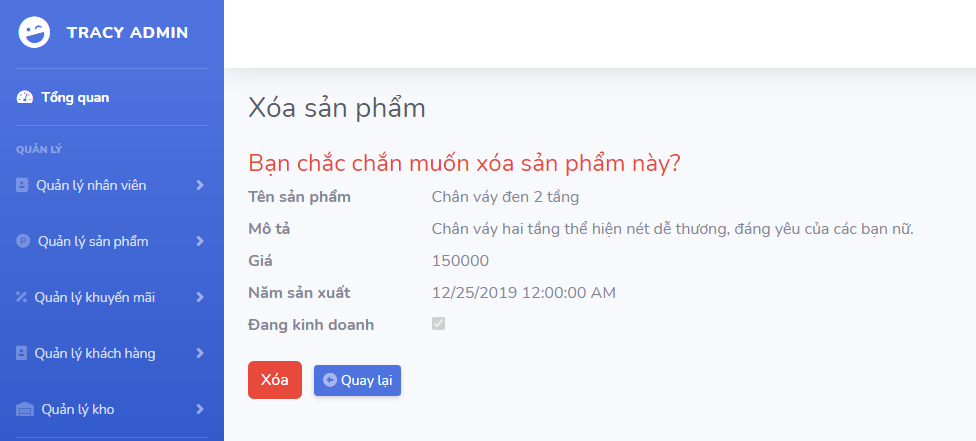 TRACY ADMIN
Tổng quan
QUẢN LÝ
Quản lý nhân viên
Quản lý sản phẩm
Quản lý khuyến mãi
Quản lý khách hàng
Quản lý kho
Xóa sản phẩm
Bạn chắc chắn muốn xóa sản phẩm này?
Tên sản phẩm Chân váy đen 2 tầng
Mô tả Chân váy hai tầng thể hiện nét dễ thương, đáng yêu của các bạn nữ.
Giá 150000
Năm sản xuất 12/25/2019 12:00:00 AM
Đang kinh doanh
Xóa Quay lại